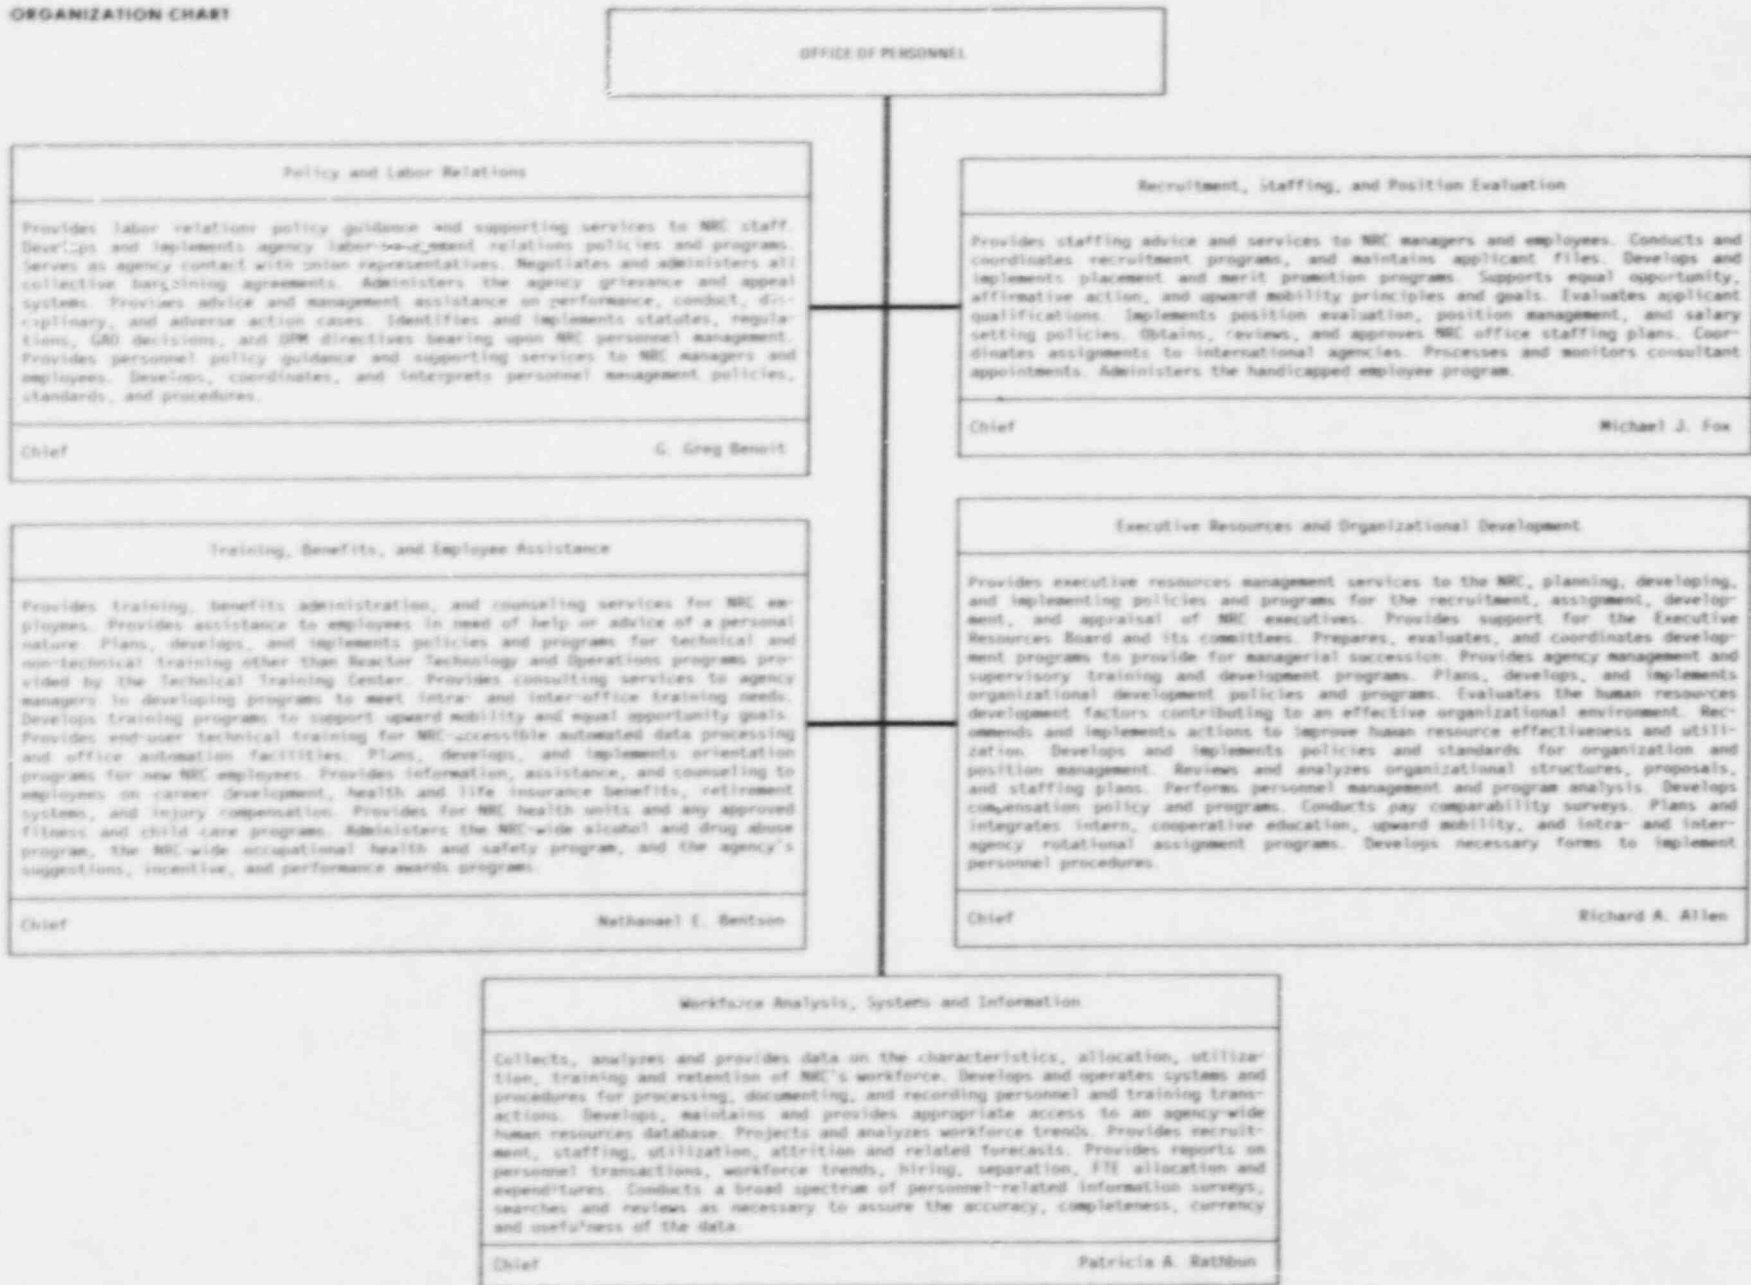 ORGANIZATION CHART
OFFICE OF PERSONNEL
Policy and Labor Relations
Provides labor relations policy guidance and supporting services to NRC staff.
Develops and implements agency labor-management relations policies and programs.
Serves as agency contact with union representatives. Negotiates and administers all
collective bargaining agreements. Administers the agency grievance and appeal
systems. Provides advice and management assistance on performance, conduct, dis-
ciplinary, and adverse action cases. Identifies and implements statutes, regula-
tions, GAO decisions, and OPM directives bearing upon NRC personnel management.
Provides personnel policy guidance and supporting services to NRC managers and
employees. Develops, coordinates, and interprets personnel management policies,
standards, and procedures.
Chief G. Greg Benoit
Recruitment, Staffing, and Position Evaluation
Provides staffing advice and services to NRC managers and employees. Conducts and
coordinates recruitment programs, and maintains applicant files. Develops and
implements placement and merit promotion programs. Supports equal opportunity,
affirmative action, and upward mobility principles and goals. Evaluates applicant
qualifications. Implements position evaluation, position management, and salary
setting policies. Obtains, reviews, and approves NRC office staffing plans. Coor-
dinates assignments to international agencies. Processes and monitors consultant
appointments. Administers the handicapped employee program.
Chief Michael J. Fox
Training, Benefits, and Employee Assistance
Provides training, benefits administration, and counseling services for NRC em-
ployees. Provides assistance to employees in need of help or advice of a personal
nature. Plans, develops, and implements policies and programs for technical and
non-technical training other than Reactor Technology and Operations programs pro-
vided by the Technical Training Center. Provides consulting services to agency
managers in developing programs to meet intra- and inter-office training needs.
Develops training programs to support upward mobility and equal opportunity goals.
Provides end-user technical training for NRC-accessible automated data processing
and office automation facilities. Plans, develops, and implements orientation
programs for new NRC employees. Provides information, assistance, and counseling to
employees on career development, health and life insurance benefits, retirement
systems, and injury compensation. Provides for NRC health units and any approved
fitness and child care programs. Administers the NRC-wide alcohol and drug abuse
program, the NRC-wide occupational health and safety program, and the agency's
suggestions, incentive, and performance awards programs.
Chief Nathanael E. Bentson
Executive Resources and Organizational Development
Provides executive resources management services to the NRC, planning, developing,
and implementing policies and programs for the recruitment, assignment, develop-
ment, and appraisal of NRC executives. Provides support for the Executive
Resources Board and its committees. Prepares, evaluates, and coordinates develop-
ment programs to provide for managerial succession. Provides agency management and
supervisory training and development programs. Plans, develops, and implements
organizational development policies and programs. Evaluates the human resources
development factors contributing to an effective organizational environment. Rec-
ommends and implements actions to improve human resource effectiveness and utili-
zation. Develops and implements policies and standards for organization and
position management. Reviews and analyzes organizational structures, proposals,
and staffing plans. Performs personnel management and program analysis. Develops
compensation policy and programs. Conducts pay comparability surveys. Plans and
integrates intern, cooperative education, upward mobility, and intra- and inter-
agency rotational assignment programs. Develops necessary forms to implement
personnel procedures.
Chief Richard A. Allen
Workforce Analysis, Systems and Information
Collects, analyzes and provides data on the characteristics, allocation, utiliza-
tion, training and retention of NRC's workforce. Develops and operates systems and
procedures for processing, documenting, and recording personnel and training trans-
actions. Develops, maintains and provides appropriate access to an agency-wide
human resources database. Projects and analyzes workforce trends. Provides recruit-
ment, staffing, utilization, attrition and related forecasts. Provides reports on
personnel transactions, workforce trends, hiring, separation, FTE allocation and
expenditures. Conducts a broad spectrum of personnel-related information surveys,
searches and reviews as necessary to assure the accuracy, completeness, currency
and usefulness of the data.
Chief Patricia A. Rathbun